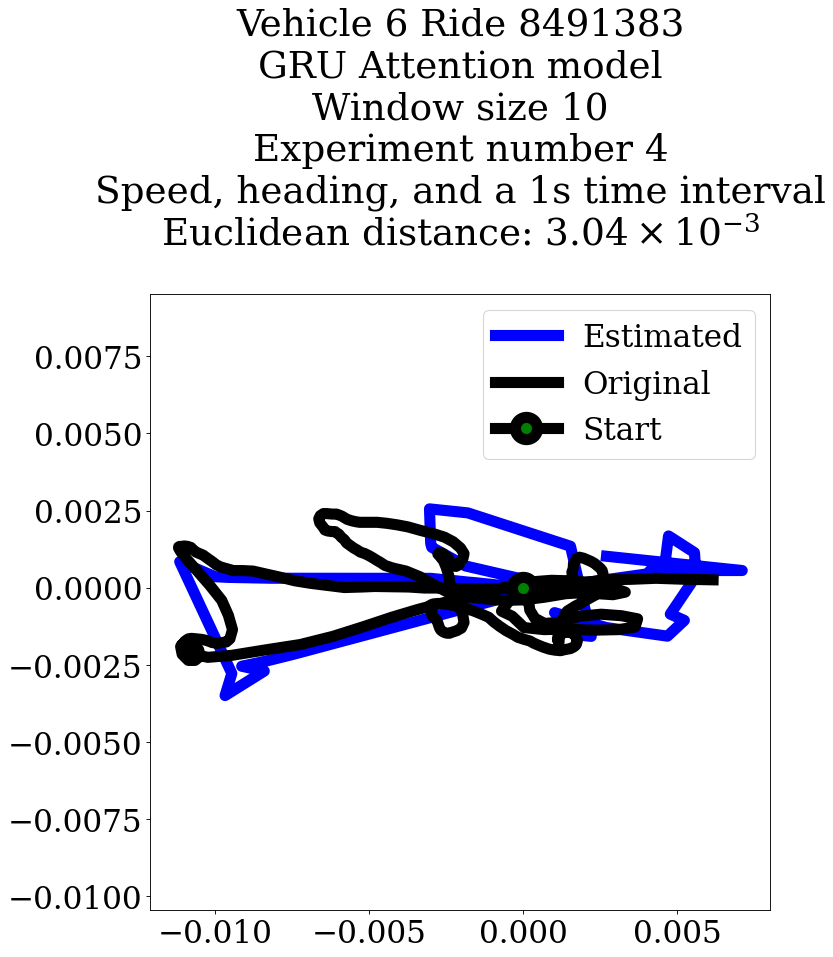 Vehicle 6 Ride 8491383
GRU Attention model
Window size 10
Experiment number 4
Speed, heading, and a 1s time interval
Euclidean distance: 3.04 × 10⁻³
Estimated
Original
Start
0.0075
0.0050
0.0025
0.0000
−0.0025
−0.0050
−0.0075
−0.0100
−0.010 −0.005 0.000 0.005